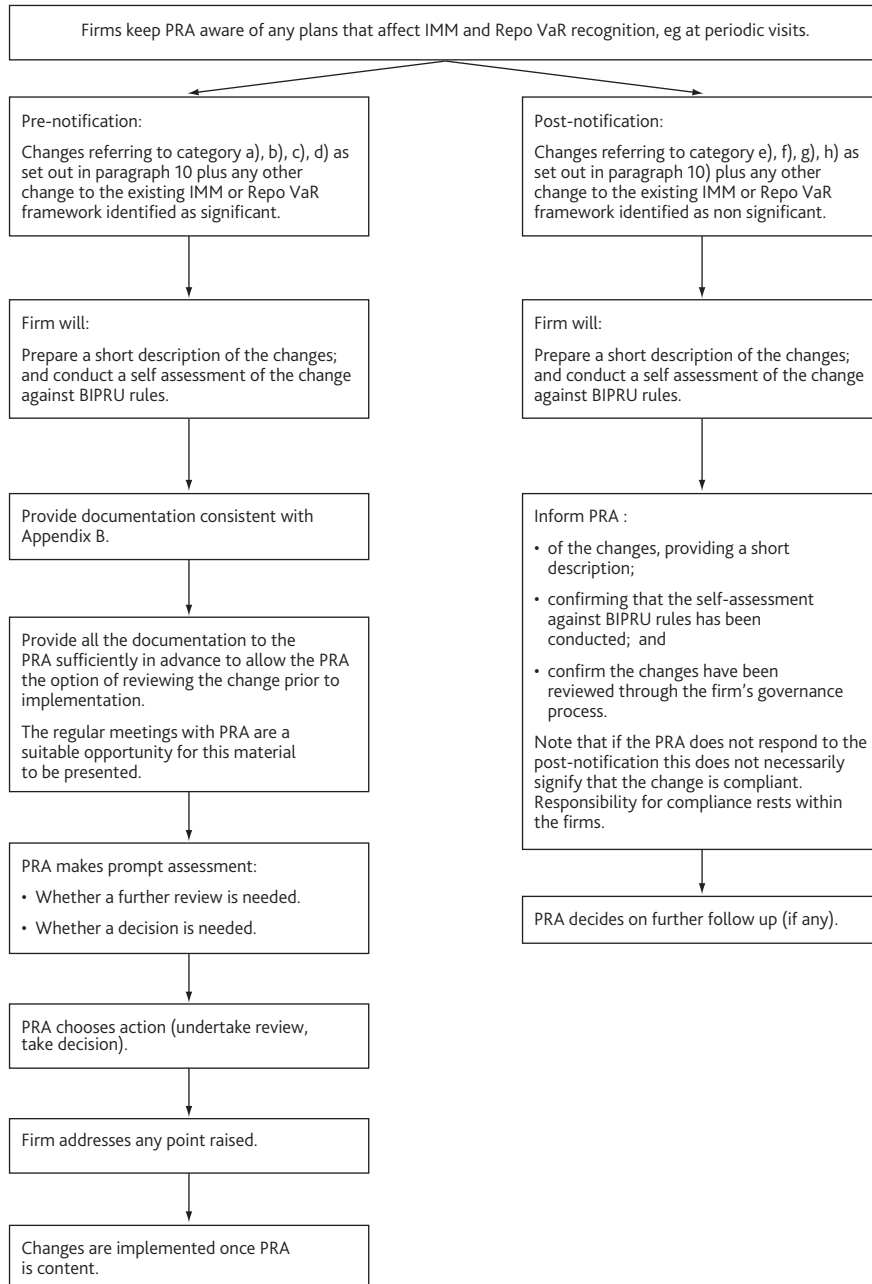 Firms keep PRA aware of any plans that affect IMM and Repo VaR recognition, eg at periodic visits.
Pre-notification:
Changes referring to category a), b), c), d) as
set out in paragraph 10 plus any other
change to the existing IMM or Repo VaR
framework identified as significant.
Firm will:
Prepare a short description of the changes;
and conduct a self assessment of the change
against BIPRU rules.
Provide documentation consistent with
Appendix B.
Provide all the documentation to the
PRA sufficiently in advance to allow the PRA
the option of reviewing the change prior to
implementation.
The regular meetings with PRA are a
suitable opportunity for this material
to be presented.
PRA makes prompt assessment:
• Whether a further review is needed.
• Whether a decision is needed.
PRA chooses action (undertake review,
take decision).
Firm addresses any point raised.
Changes are implemented once PRA
is content.
Post-notification:
Changes referring to category e), f), g), h) as
set out in paragraph 10) plus any other
change to the existing IMM or Repo VaR
framework identified as non significant.
Firm will:
Prepare a short description of the changes;
and conduct a self assessment of the change
against BIPRU rules.
Inform PRA :
• of the changes, providing a short
description;
• confirming that the self-assessment
against BIPRU rules has been
conducted; and
• confirm the changes have been
reviewed through the firm's governance
process.
Note that if the PRA does not respond to the
post-notification this does not necessarily
signify that the change is compliant.
Responsibility for compliance rests within
the firms.
PRA decides on further follow up (if any).